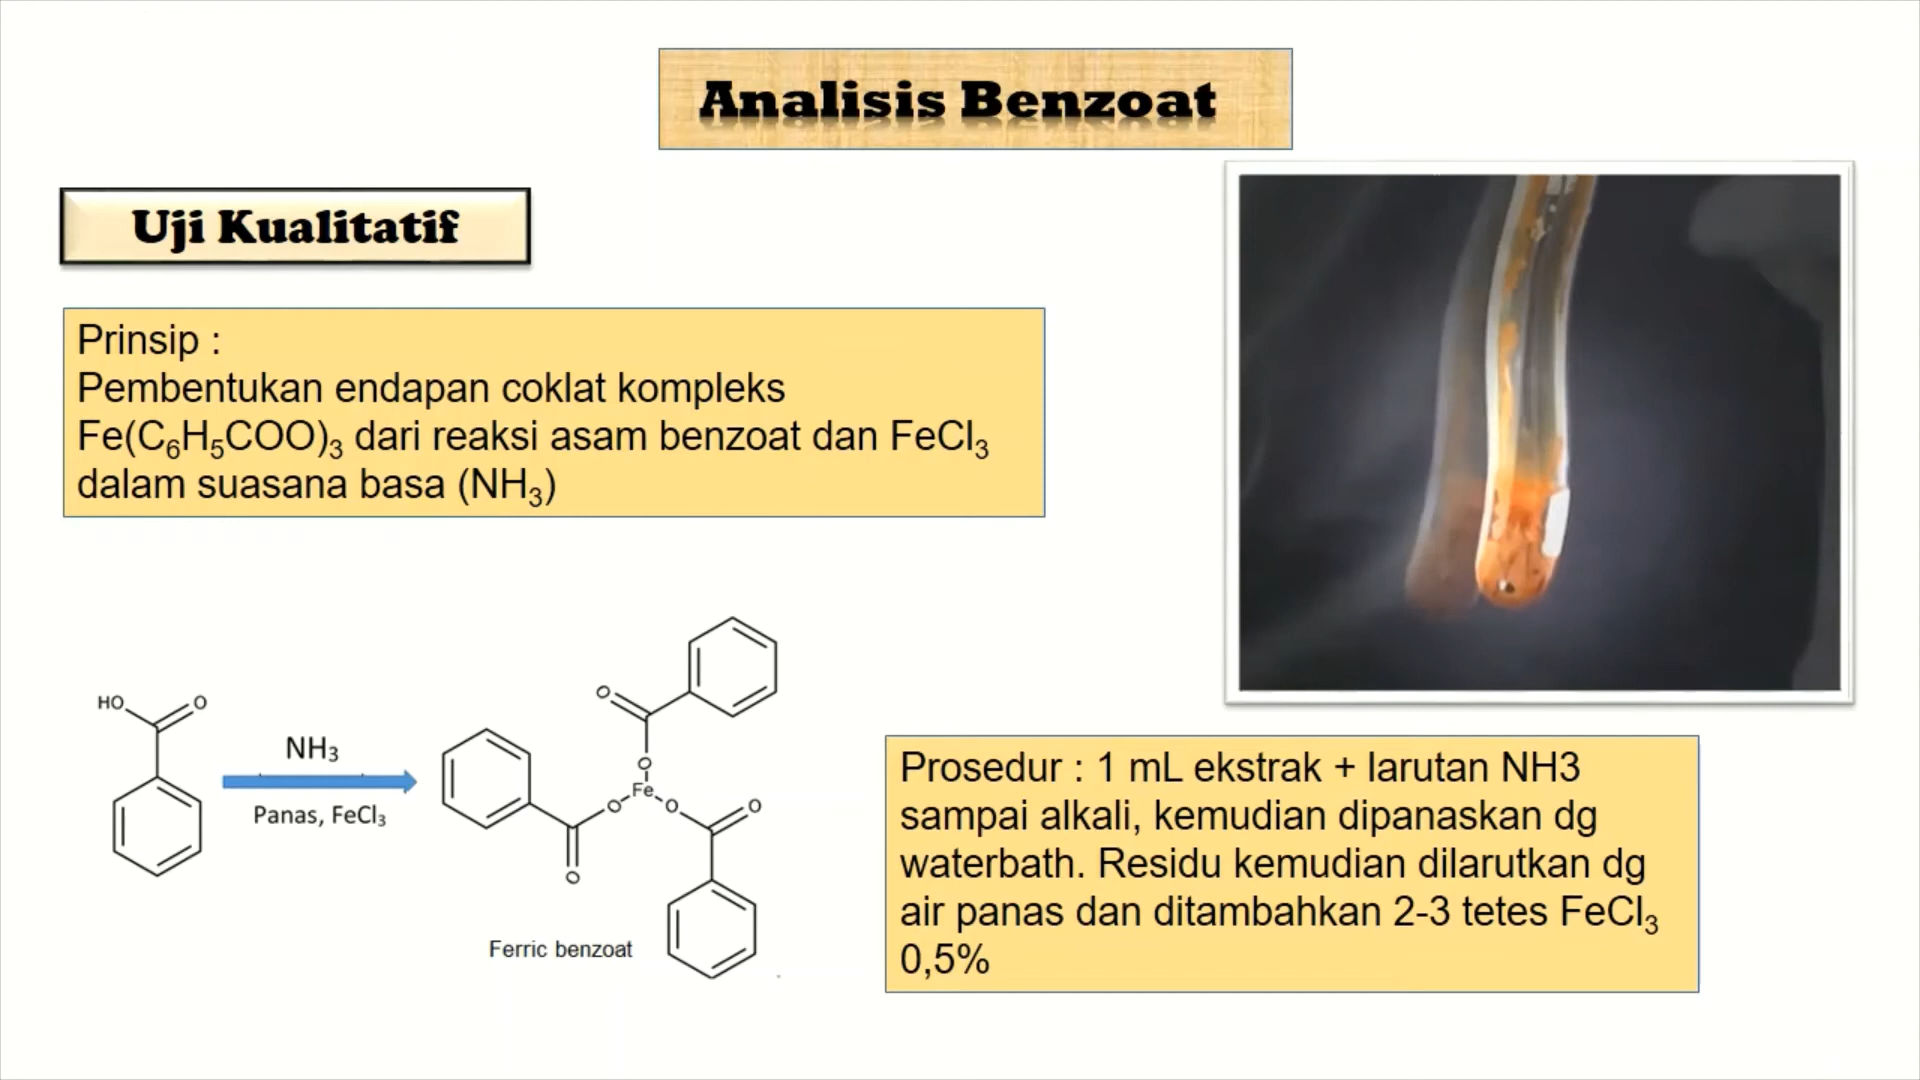 Analisis Benzoat
Uji Kualitatif
Prinsip :
Pembentukan endapan coklat kompleks
Fe(C₆H₅COO)₃ dari reaksi asam benzoat dan FeCl₃
dalam suasana basa (NH₃)
HO
O
NH₃
Panas, FeCl₃
O
O
Fe
O
O
O
O
Ferric benzoat
Prosedur : 1 mL ekstrak + larutan NH3
sampai alkali, kemudian dipanaskan dg
waterbath. Residu kemudian dilarutkan dg
air panas dan ditambahkan 2-3 tetes FeCl₃
0,5%